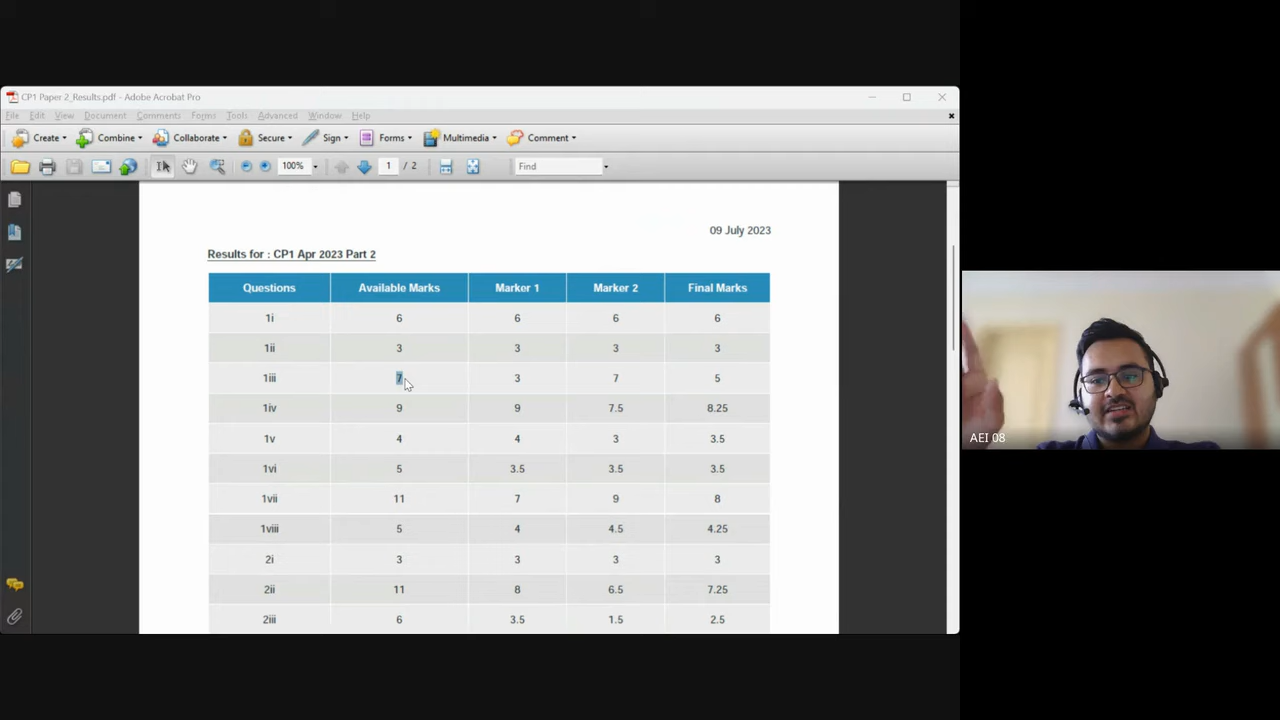 CP1 Paper 2_Results.pdf - Adobe Acrobat Pro
File Edit View Document Comments Forms Tools Advanced Window Help
Create Combine Collaborate Secure Sign Forms Multimedia Comment
100% 1 / 2 Find
09 July 2023
Results for : CP1 Apr 2023 Part 2
Questions Available Marks Marker 1 Marker 2 Final Marks
1i 6 6 6 6
1ii 3 3 3 3
1iii 7 3 7 5
1iv 9 9 7.5 8.25
1v 4 4 3 3.5
1vi 5 3.5 3.5 3.5
1vii 11 7 9 8
1viii 5 4 4.5 4.25
2i 3 3 3 3
2ii 11 8 6.5 7.25
2iii 6 3.5 1.5 2.5
AEI 08